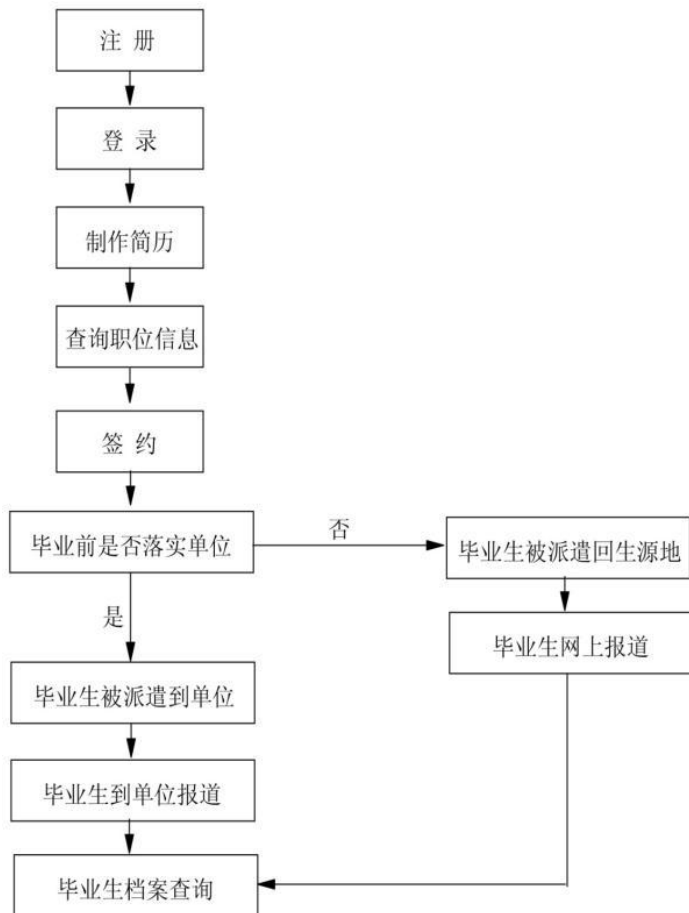 注 册
登 录
制作简历
查询职位信息
签 约
毕业前是否落实单位
否
毕业生被派遣回生源地
是
毕业生网上报道
毕业生被派遣到单位
毕业生到单位报道
毕业生档案查询